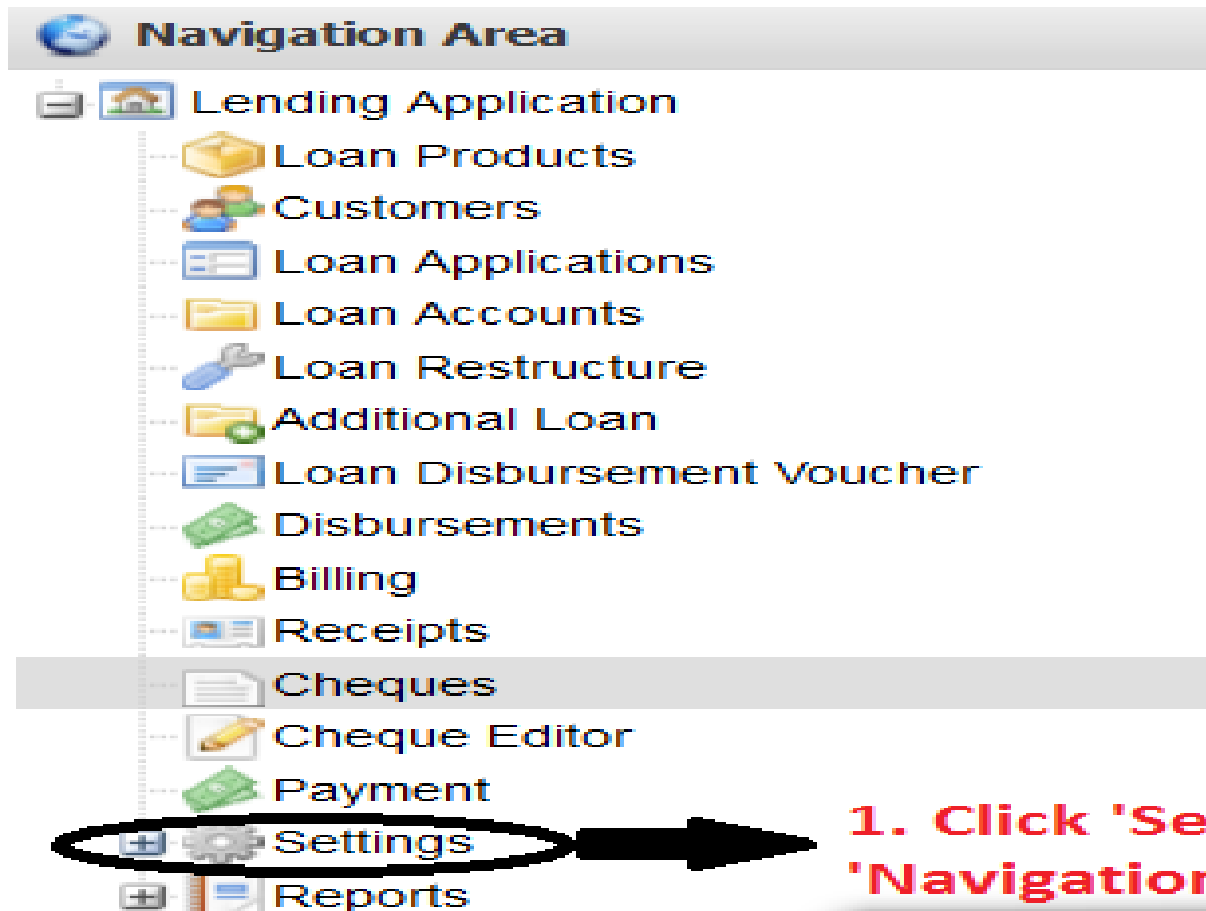 Navigation Area
Lending Application
Loan Products
Customers
Loan Applications
Loan Accounts
Loan Restructure
Additional Loan
Loan Disbursement Voucher
Disbursements
Billing
Receipts
Cheques
Cheque Editor
Payment
Settings
1. Click 'Se
'Navigation
Reports